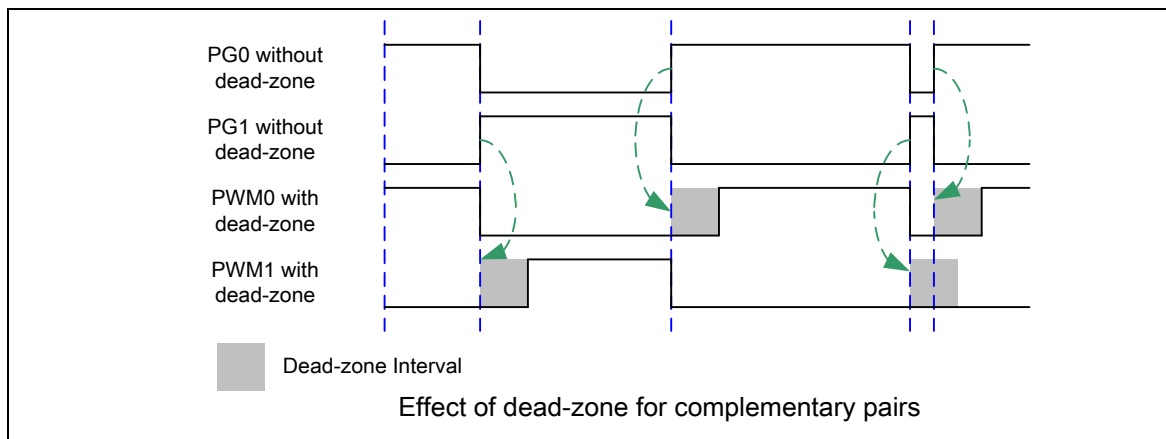 PG0 without
dead-zone
PG1 without
dead-zone
PWM0 with
dead-zone
PWM1 with
dead-zone
Dead-zone Interval
Effect of dead-zone for complementary pairs